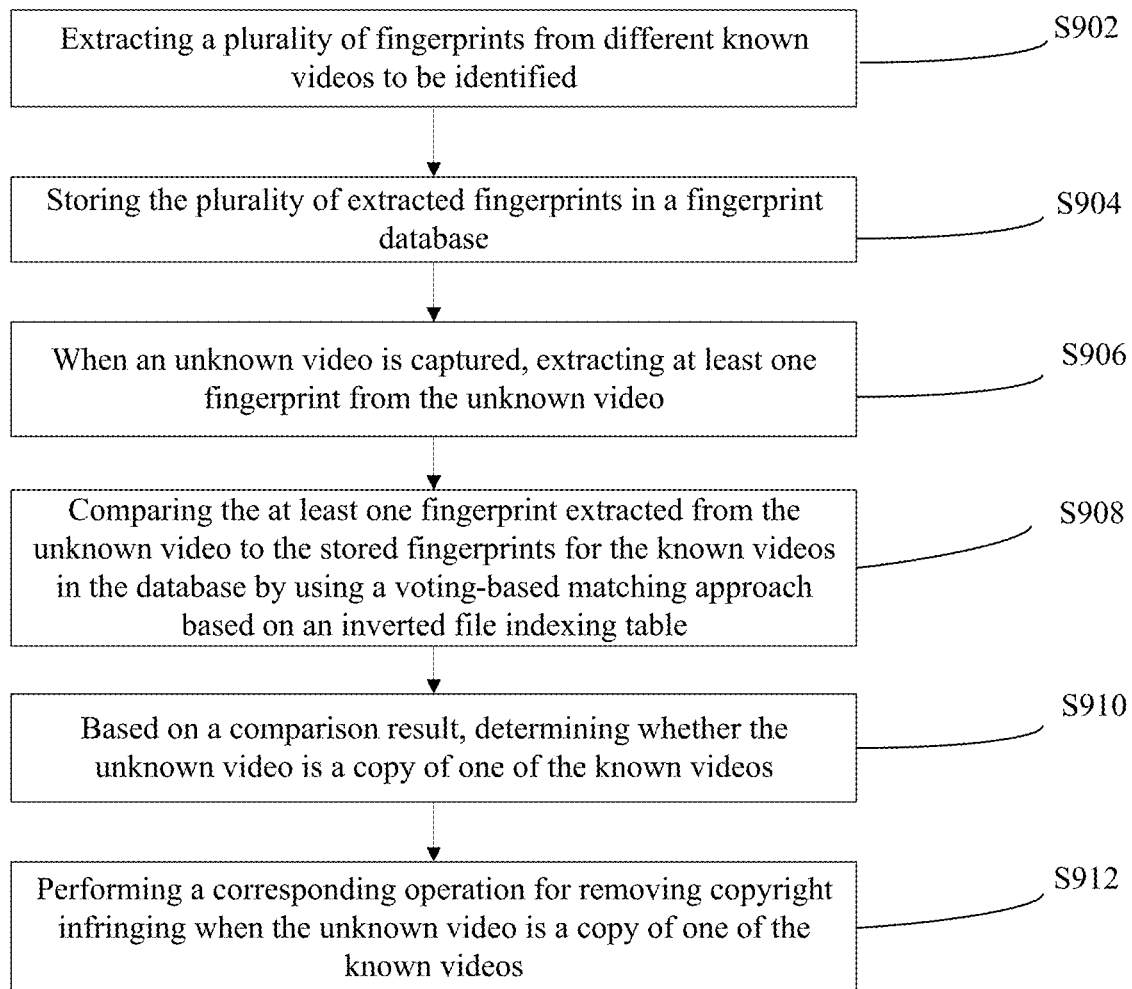 Extracting a plurality of fingerprints from different known
videos to be identified
S902
Storing the plurality of extracted fingerprints in a fingerprint
database
S904
When an unknown video is captured, extracting at least one
fingerprint from the unknown video
S906
Comparing the at least one fingerprint extracted from the
unknown video to the stored fingerprints for the known videos
in the database by using a voting-based matching approach
based on an inverted file indexing table
S908
Based on a comparison result, determining whether the
unknown video is a copy of one of the known videos
S910
Performing a corresponding operation for removing copyright
infringing when the unknown video is a copy of one of the
known videos
S912